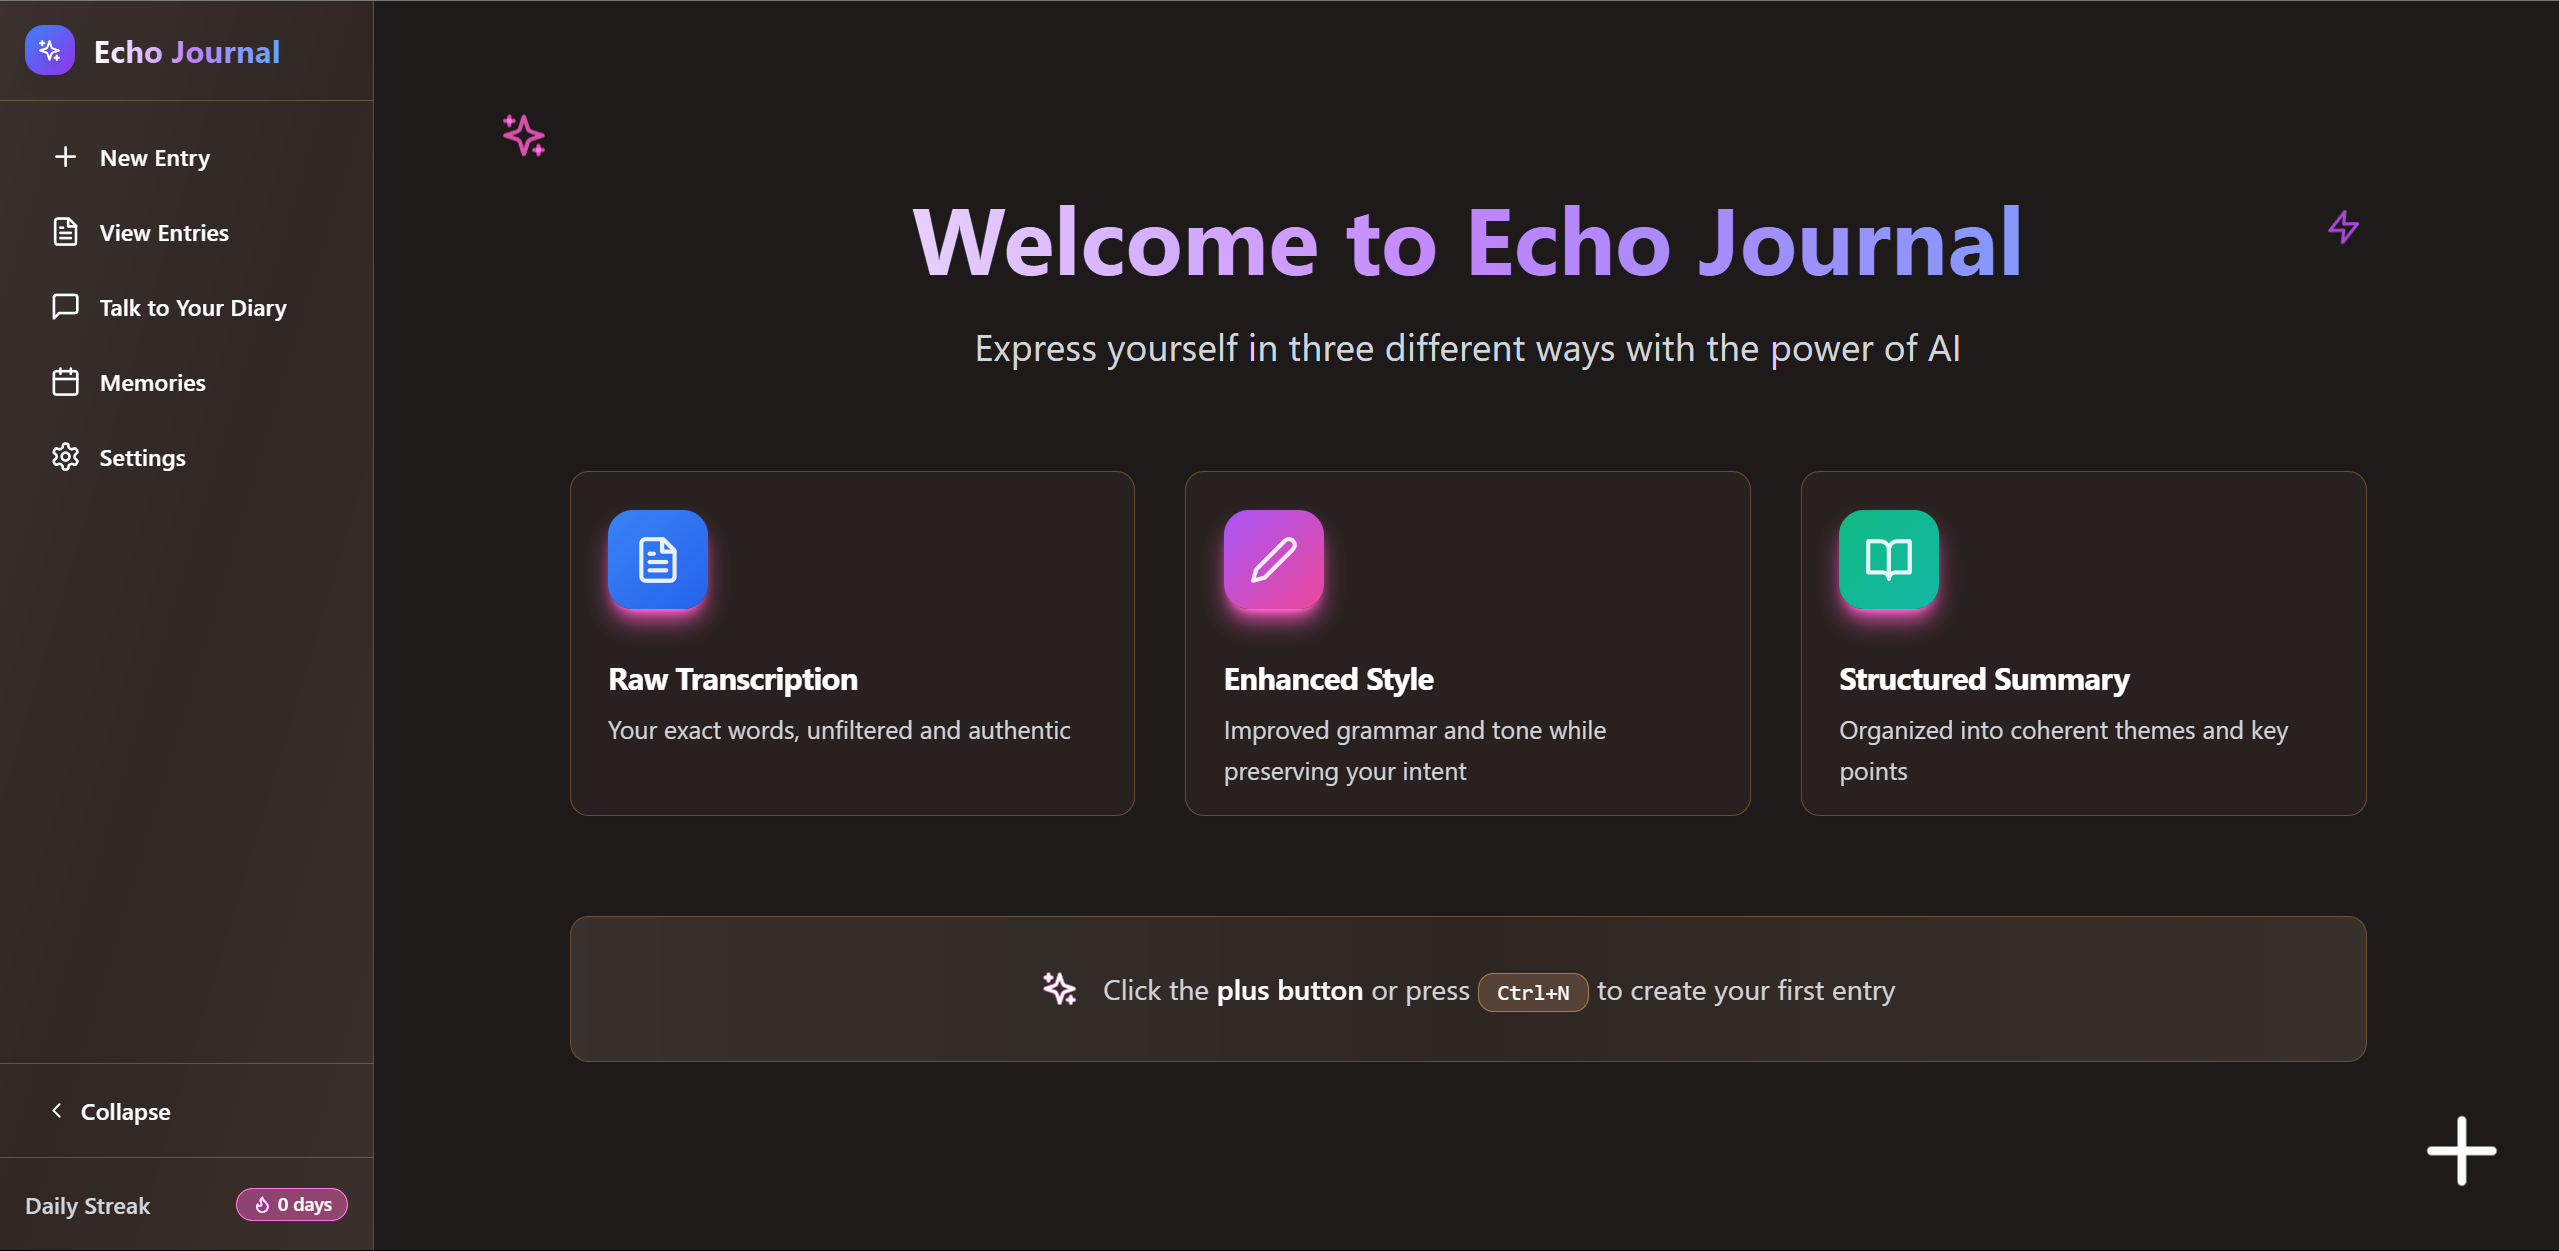 Echo Journal
New Entry
View Entries
Talk to Your Diary
Memories
Settings
Collapse
Daily Streak
0 days
Welcome to Echo Journal
Express yourself in three different ways with the power of AI
Raw Transcription
Your exact words, unfiltered and authentic
Enhanced Style
Improved grammar and tone while
preserving your intent
Structured Summary
Organized into coherent themes and key
points
Click the plus button or press Ctrl+N to create your first entry